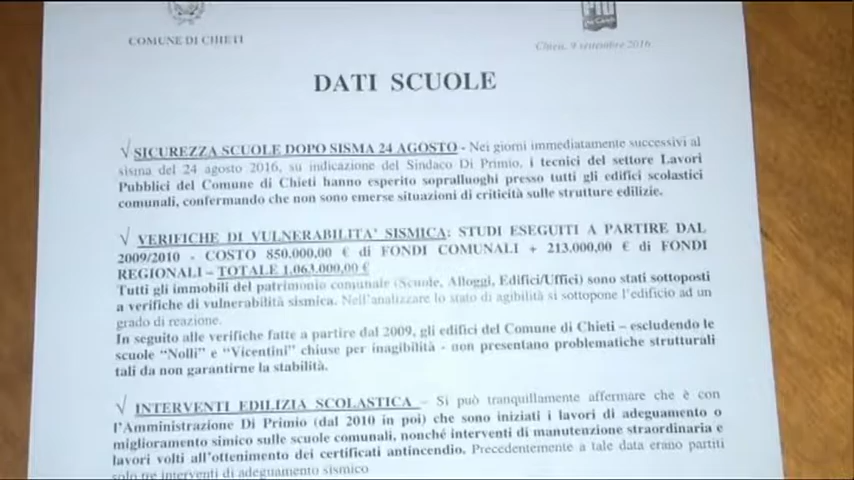 COMUNE DI CHIETI
PIÙ
Chieti, 9 settembre 2016
DATI SCUOLE
√ SICUREZZA SCUOLE DOPO SISMA 24 AGOSTO - Nei giorni immediatamente successivi al
sisma del 24 agosto 2016, su indicazione del Sindaco Di Primio, i tecnici del settore Lavori
Pubblici del Comune di Chieti hanno esperito sopralluoghi presso tutti gli edifici scolastici
comunali, confermando che non sono emerse situazioni di criticità sulle strutture edilizie.
√ VERIFICHE DI VULNERABILITA' SISMICA: STUDI ESEGUITI A PARTIRE DAL
2009/2010 - COSTO 850.000,00 € di FONDI COMUNALI + 213.000,00 € di FONDI
REGIONALI – TOTALE 1.063.000,00 €
Tutti gli immobili del patrimonio comunale (Scuole, Alloggi, Edifici/Uffici) sono stati sottoposti
a verifiche di vulnerabilità sismica. Nell'analizzare lo stato di agibilità si sottopone l'edificio ad un
grado di reazione.
In seguito alle verifiche fatte a partire dal 2009, gli edifici del Comune di Chieti – escludendo le
scuole “Nolli” e “Vicentini” chiuse per inagibilità - non presentano problematiche strutturali
tali da non garantirne la stabilità.
√ INTERVENTI EDILIZIA SCOLASTICA – Si può tranquillamente affermare che è con
l'Amministrazione Di Primio (dal 2010 in poi) che sono iniziati i lavori di adeguamento o
miglioramento simico sulle scuole comunali, nonché interventi di manutenzione straordinaria e
lavori volti all'ottenimento dei certificati antincendio. Precedentemente a tale data erano partiti
solo tre interventi di adeguamento sismico